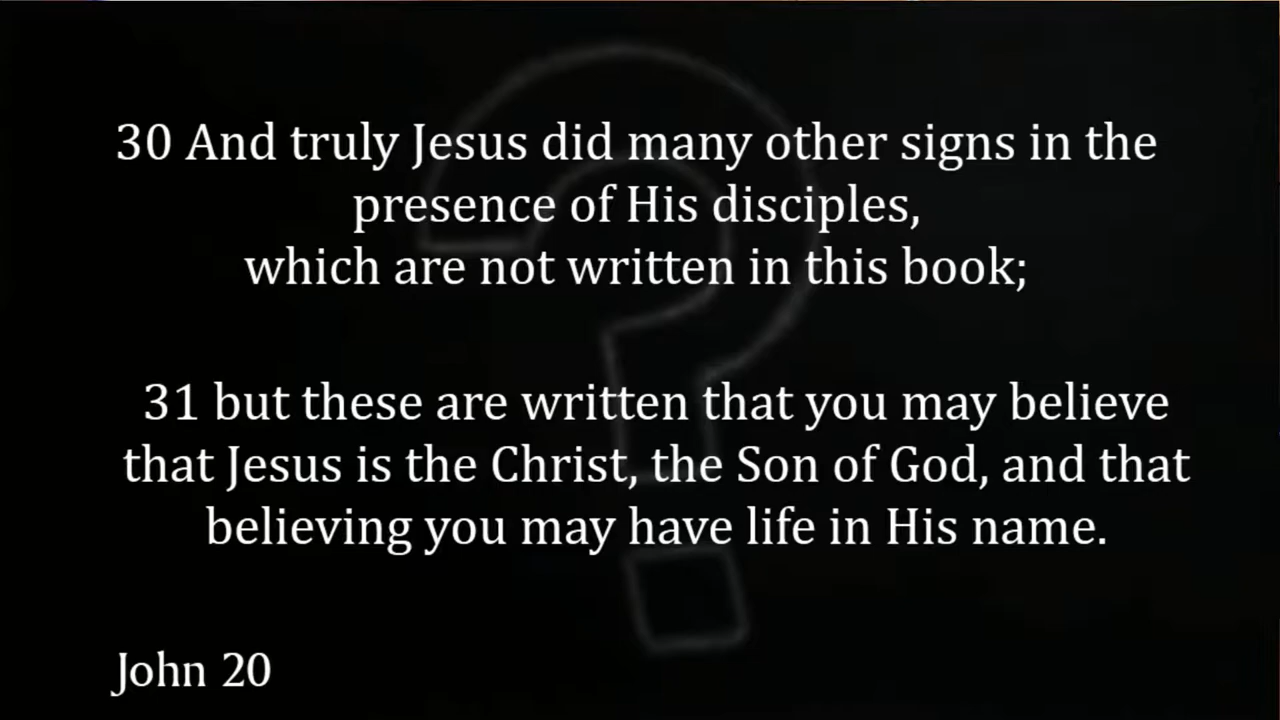 30 And truly Jesus did many other signs in the
presence of His disciples,
which are not written in this book;
31 but these are written that you may believe
that Jesus is the Christ, the Son of God, and that
believing you may have life in His name.
John 20